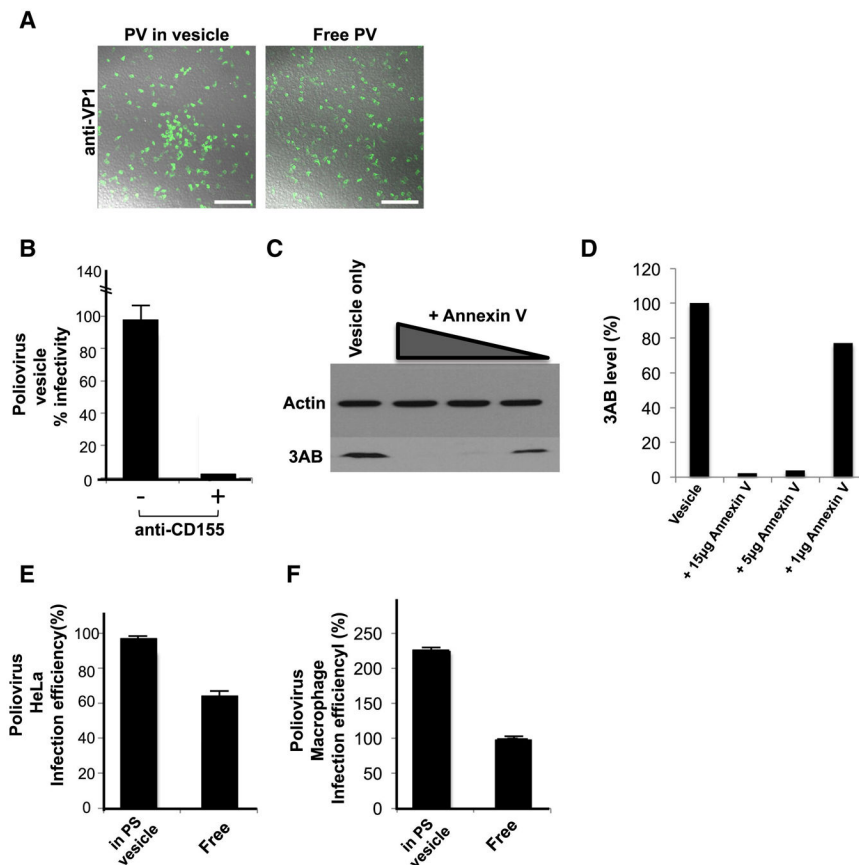 A
PV in vesicle
Free PV
anti-VP1
B
Poliovirus
vesicle
% infectivity
140
100
80
60
40
20
0
-
+
anti-CD155
C
Vesicle only
+ Annexin V
Actin
3AB
D
3AB level (%)
120
100
80
60
40
20
0
Vesicle
+ 15µg Annexin V
+ 5µg Annexin V
+ 1µg Annexin V
E
Poliovirus
HeLa
Infection efficiency(%)
100
80
60
40
20
0
in PS
vesicle
Free
F
Poliovirus
Macrophage
Infection efficiencyl (%)
250
200
150
100
50
0
in PS
vesicle
Free